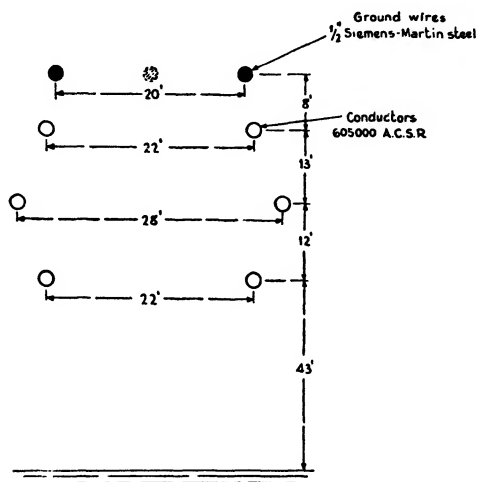 Ground wires
1/2" Siemens-Martin steel
20'
8'
Conductors
605000 A.C.S.R.
22'
13'
28'
12'
22'
43'